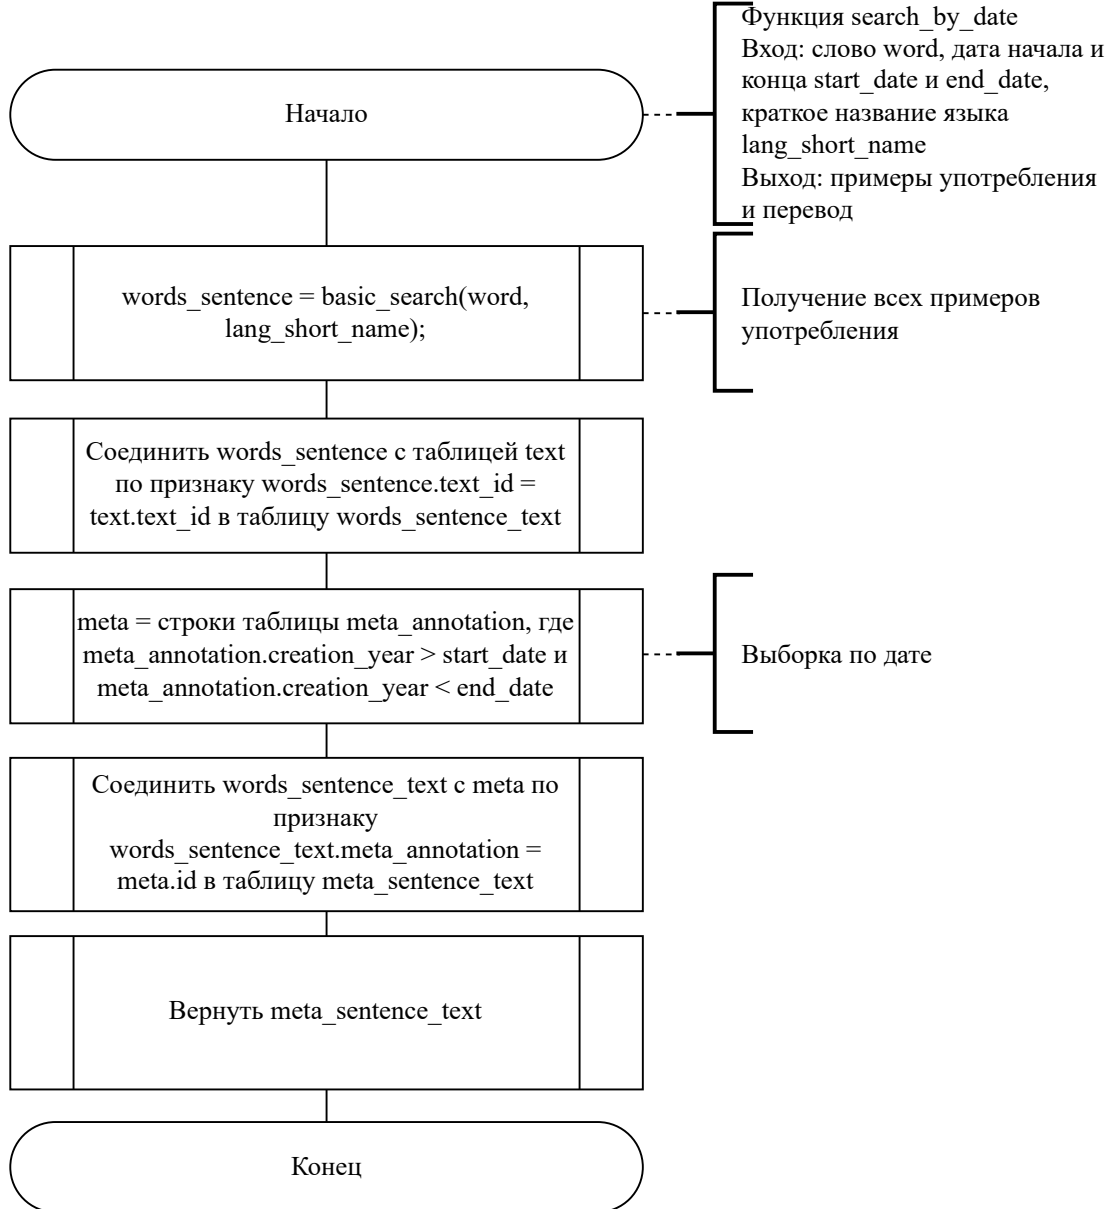 Функция search_by_date
Вход: слово word, дата начала и
конца start_date и end_date,
краткое название языка
lang_short_name
Выход: примеры употребления
и перевод
Начало
words_sentence = basic_search(word,
lang_short_name);
Получение всех примеров
употребления
Соединить words_sentence с таблицей text
по признаку words_sentence.text_id =
text.text_id в таблицу words_sentence_text
meta = строки таблицы meta_annotation, где
meta_annotation.creation_year > start_date и
meta_annotation.creation_year < end_date
Выборка по дате
Соединить words_sentence_text с meta по
признаку
words_sentence_text.meta_annotation =
meta.id в таблицу meta_sentence_text
Вернуть meta_sentence_text
Конец